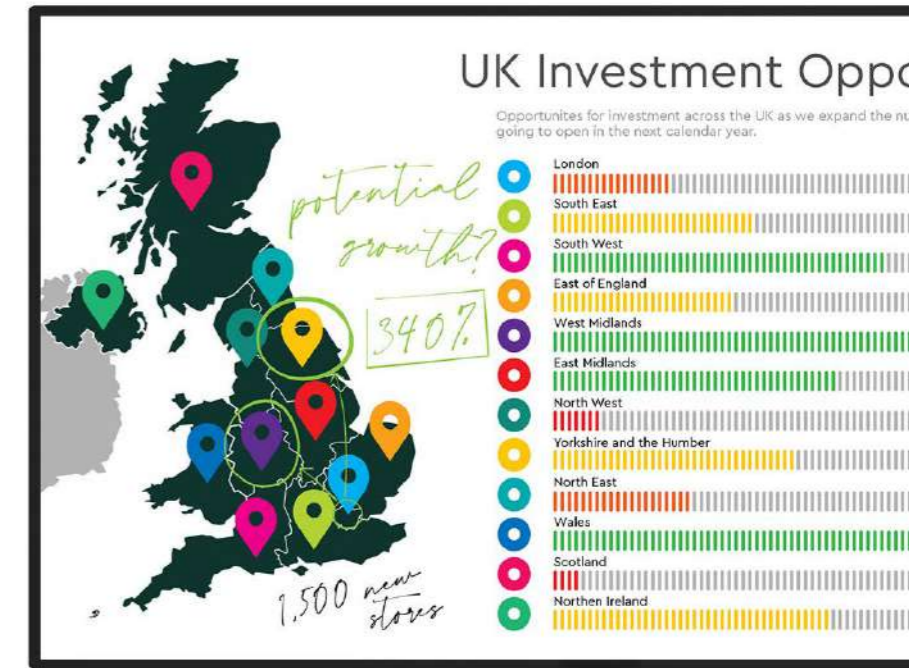 UK Investment Oppo
Opportunites for investment across the UK as we expand the nu
going to open in the next calendar year.
potential
growth?
340%
1,500 new
stores
London
South East
South West
East of England
West Midlands
East Midlands
North West
Yorkshire and the Humber
North East
Wales
Scotland
Northen Ireland